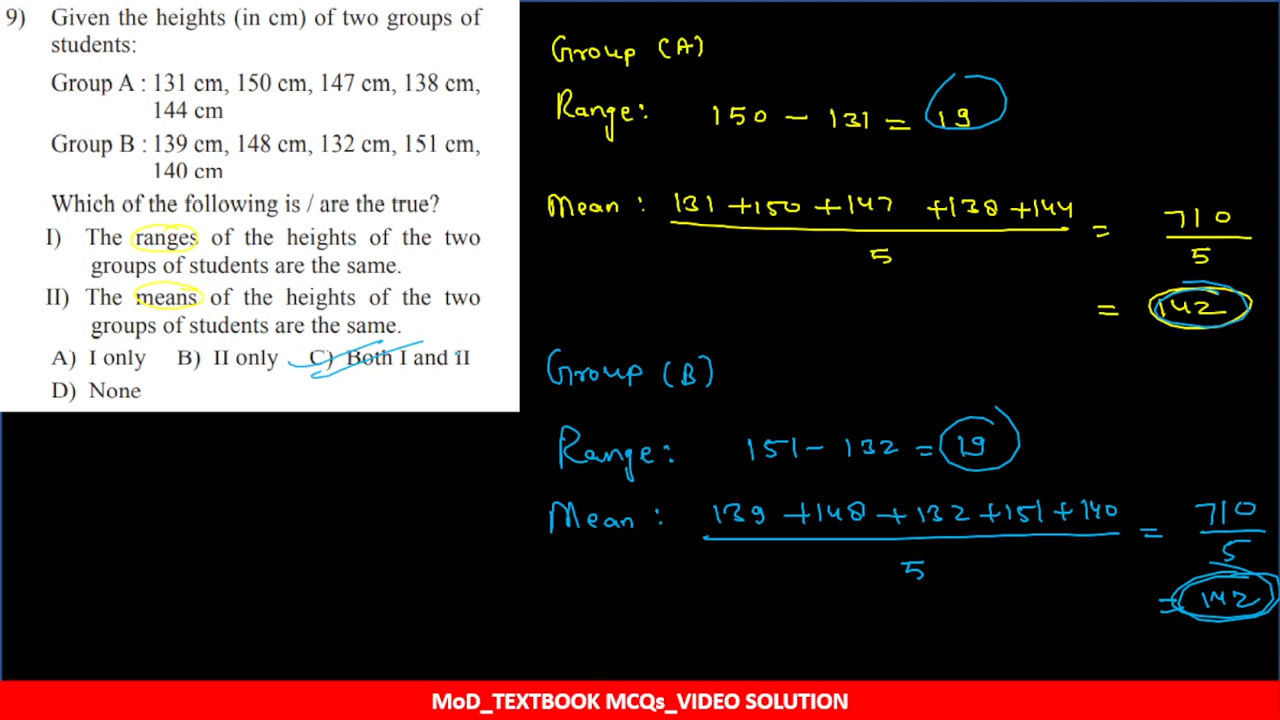 9) Given the heights (in cm) of two groups of
students:
Group A : 131 cm, 150 cm, 147 cm, 138 cm,
144 cm
Group B : 139 cm, 148 cm, 132 cm, 151 cm,
140 cm
Which of the following is / are the true?
I) The ranges of the heights of the two
groups of students are the same.
II) The means of the heights of the two
groups of students are the same.
A) I only B) II only C) Both I and II
D) None
Group (A)
Range: 150 - 131 = 19
Mean : 131 +150 +147 +138 +144 = 710
5 5
= 142
Group (B)
Range: 151 - 132 = 19
Mean : 139 +148 + 132 +151 + 140 = 710
5 5
= 142
MoD_TEXTBOOK MCQs_VIDEO SOLUTION